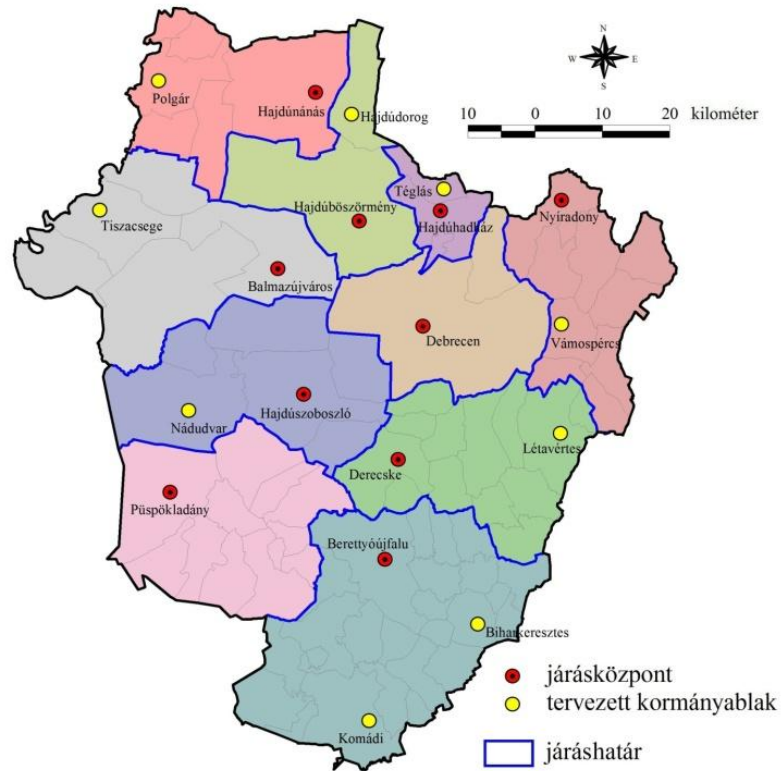 N
W E
S
10 0 10 20 kilométer
Polgár
Hajdúnánás
Hajdúdorog
Téglás
Hajdúhadház
Nyíradony
Hajdúböszörmény
Tiszacsege
Balmazújváros
Debrecen
Vámospércs
Hajdúszoboszló
Nádudvar
Létavértes
Derecske
Püspökladány
Berettyóújfalu
Biharkeresztes
Komádi
járásközpont
tervezett kormányablak
járáshatár